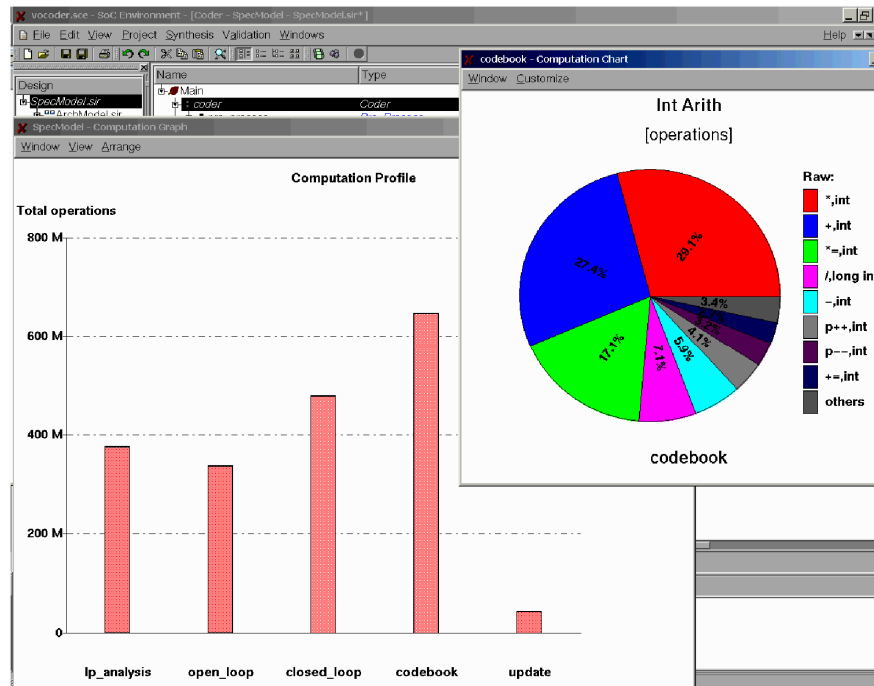 vocoder.sce - SoC Environment - [Coder - SpecModel - SpecModel.sir*]
File Edit View Project Synthesis Validation Windows Help
Design
SpecModel.sir
ArchModel.sir
Name Type
Main
coder Coder
SpecModel - Computation Graph
Window View Arrange
Computation Profile
Total operations
800 M
600 M
400 M
200 M
0
lp_analysis open_loop closed_loop codebook update
codebook - Computation Chart
Window Customize
Int Arith
[operations]
29.1%
27.4%
17.1%
7.1%
5.9%
4.1%
3.4%
Raw:
*,int
+,int
*=,int
/,long in
-,int
p++,int
p--,int
+=,int
others
codebook